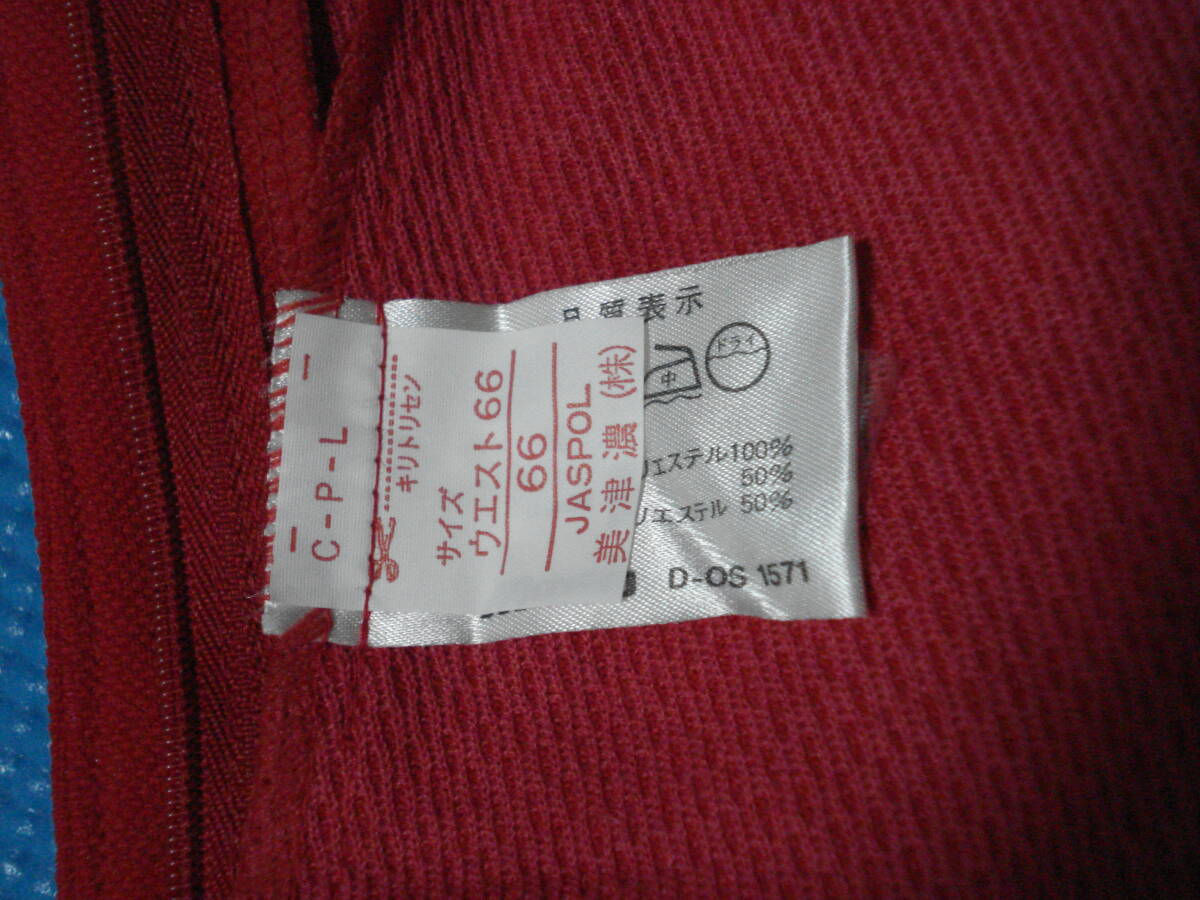 C-P-L
キリトリセン
サイズ
ウエスト66
66
JASPOL
美津濃(株)
品質表示
中
ドライ
エステル100%
50%
エステル 50%
D-OS 1571